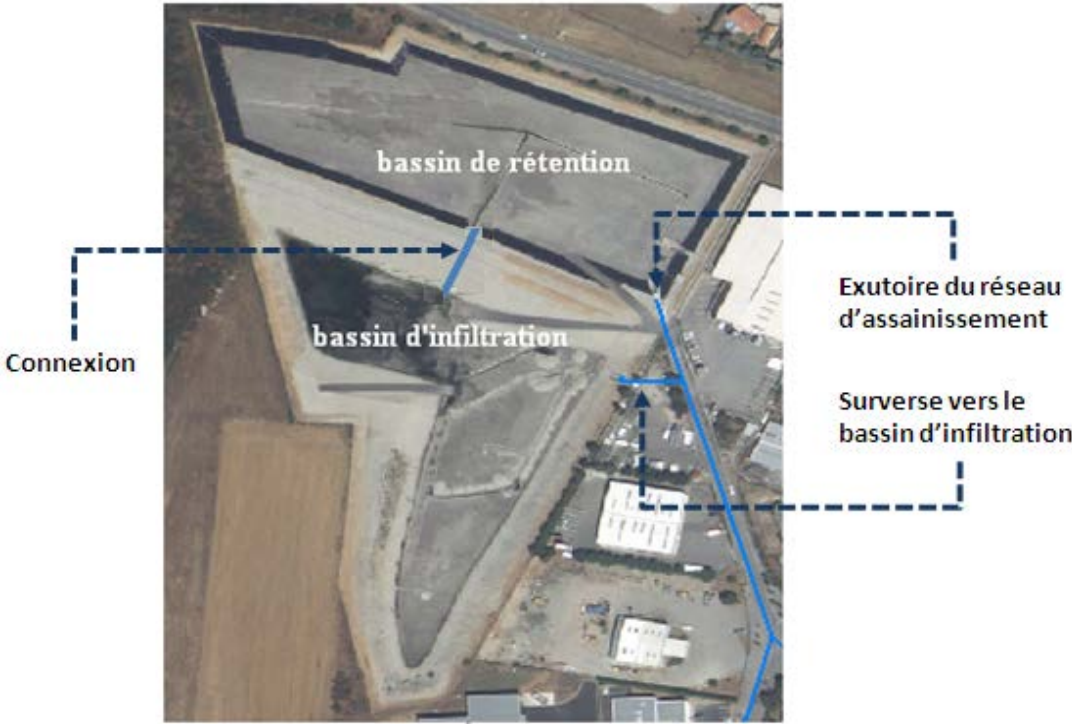 bassin de rétention
bassin d'infiltration
Connexion
Exutoire du réseau
d’assainissement
Surverse vers le
bassin d’infiltration